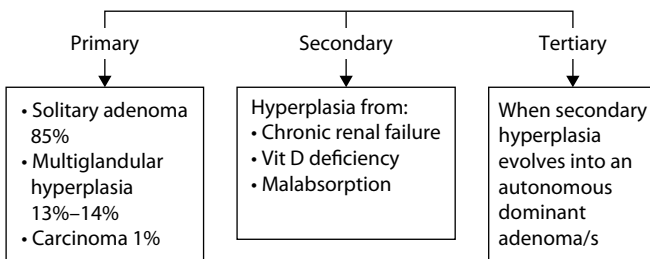 Primary
Secondary
Tertiary
• Solitary adenoma
85%
• Multiglandular
hyperplasia
13%–14%
• Carcinoma 1%
Hyperplasia from:
• Chronic renal failure
• Vit D deficiency
• Malabsorption
When secondary
hyperplasia
evolves into an
autonomous
dominant
adenoma/s